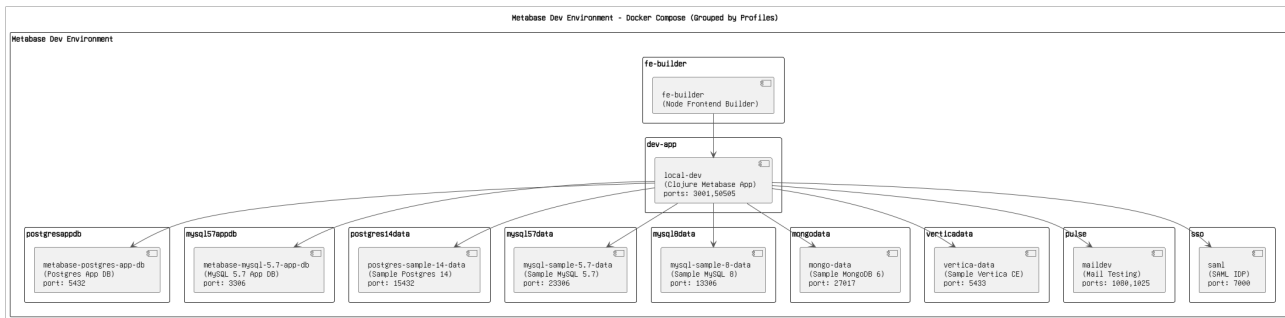 Metabase Dev Environment - Docker Compose (Grouped by Profiles)
Metabase Dev Environment
fe-builder
fe-builder
(Node Frontend Builder)
dev-app
local-dev
(Clojure Metabase App)
ports: 3001,50505
postgresappdb
metabase-postgres-app-db
(Postgres App DB)
port: 5432
mysql57appdb
metabase-mysql-5.7-app-db
(MySQL 5.7 App DB)
port: 3306
postgres14data
postgres-sample-14-data
(Sample Postgres 14)
port: 15432
mysql57data
mysql-sample-5.7-data
(Sample MySQL 5.7)
port: 23306
mysql8data
mysql-sample-8-data
(Sample MySQL 8)
port: 13306
mongodata
mongo-data
(Sample MongoDB 6)
port: 27017
verticadata
vertica-data
(Sample Vertica CE)
port: 5433
pulse
maildev
(Mail Testing)
ports: 1080,1025
sso
saml
(SAML IDP)
port: 7000